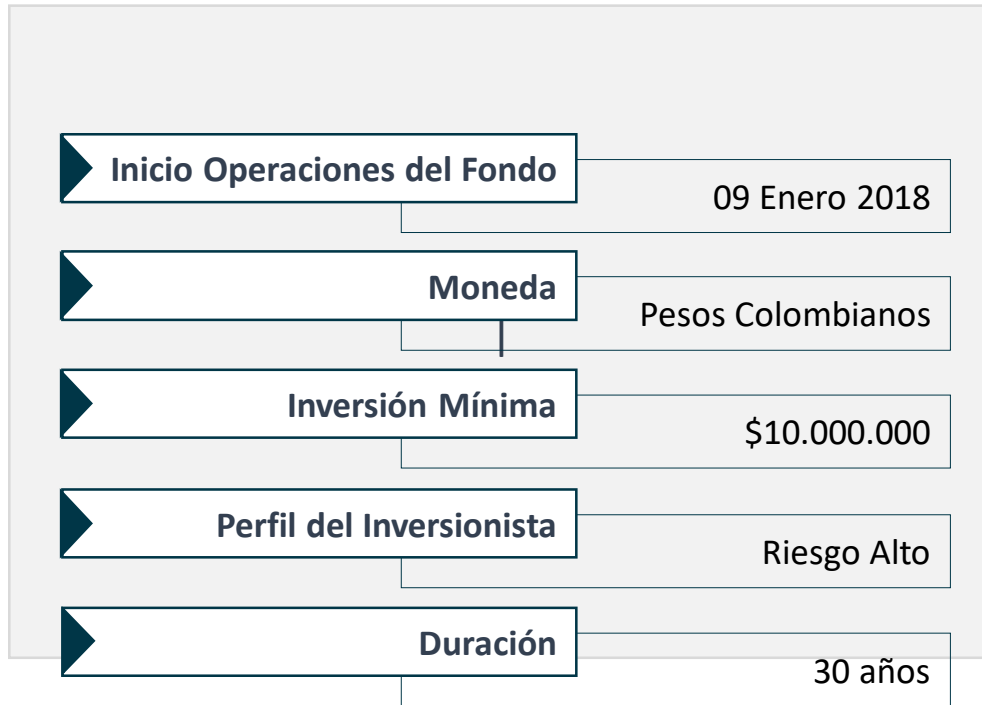 Inicio Operaciones del Fondo
09 Enero 2018
Moneda
Pesos Colombianos
Inversión Mínima
$10.000.000
Perfil del Inversionista
Riesgo Alto
Duración
30 años